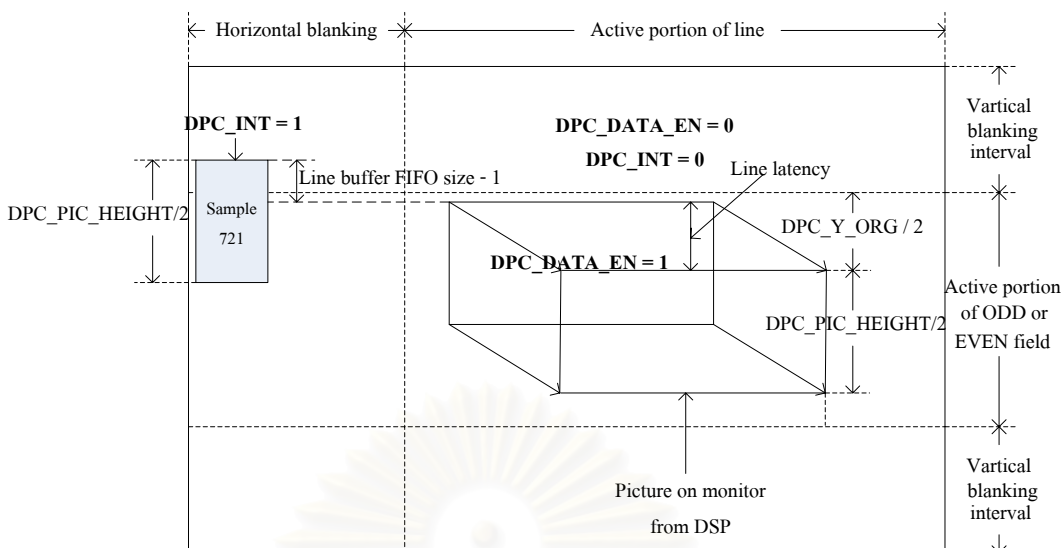 Horizontal blanking
Active portion of line
DPC_INT = 1
DPC_DATA_EN = 0
DPC_INT = 0
Vartical
blanking
interval
Line buffer FIFO size - 1
Line latency
DPC_PIC_HEIGHT/2
Sample
721
DPC_Y_ORG / 2
DPC_DATA_EN = 1
Active portion
of ODD or
EVEN field
DPC_PIC_HEIGHT/2
Picture on monitor
from DSP
Vartical
blanking
interval